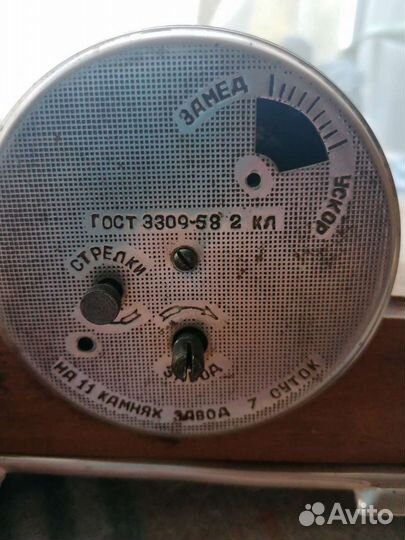 ЗАМЕД
УСКОР
ГОСТ 3309-58 2 КЛ
СТРЕЛКИ
ЗАВОД
НА 11 КАМНЯХ ЗАВОД 7 СУТОК
Avito